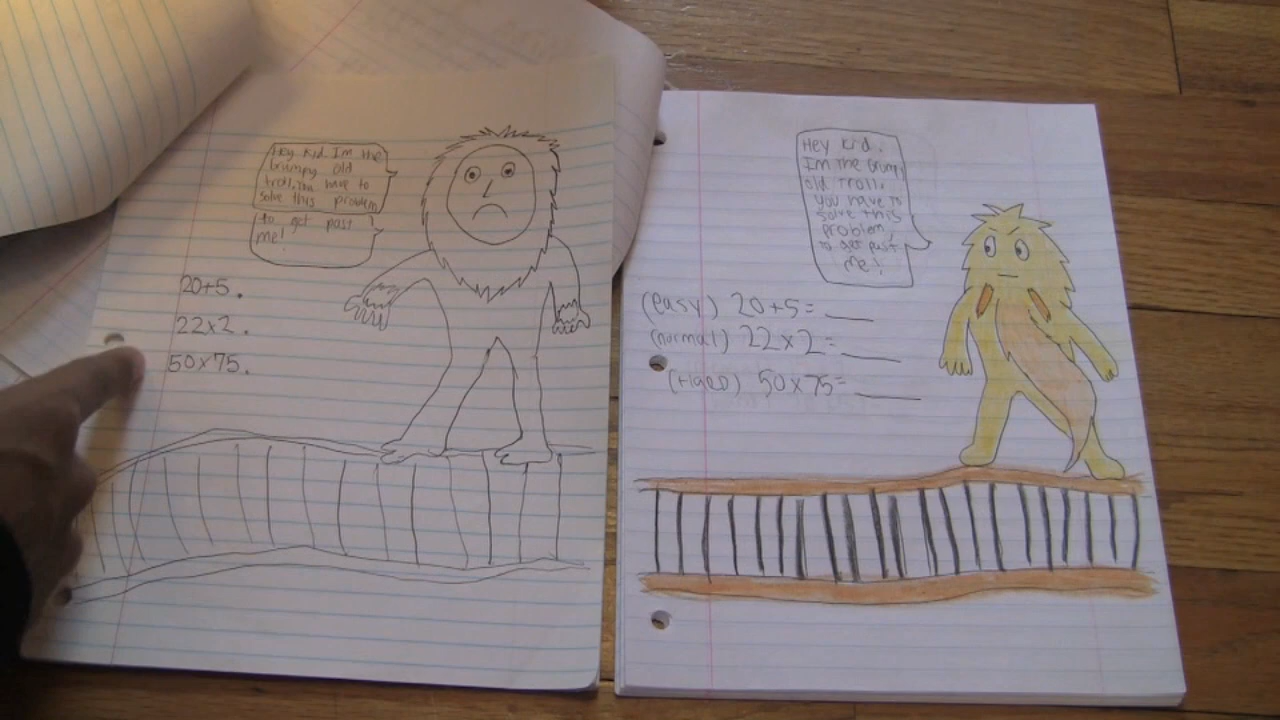 Hey Kid. Im the
Grumpy old
troll. You have to
solve this problem
to get past
me!
20+5.
22x2.
50x75.
Hey Kid.
Im the Grumpy
old troll.
you have to
solve this
problem,
to get past
me!
(easy) 20+5= ___
(normal) 22x2= ___
(Hard) 50x75= ___